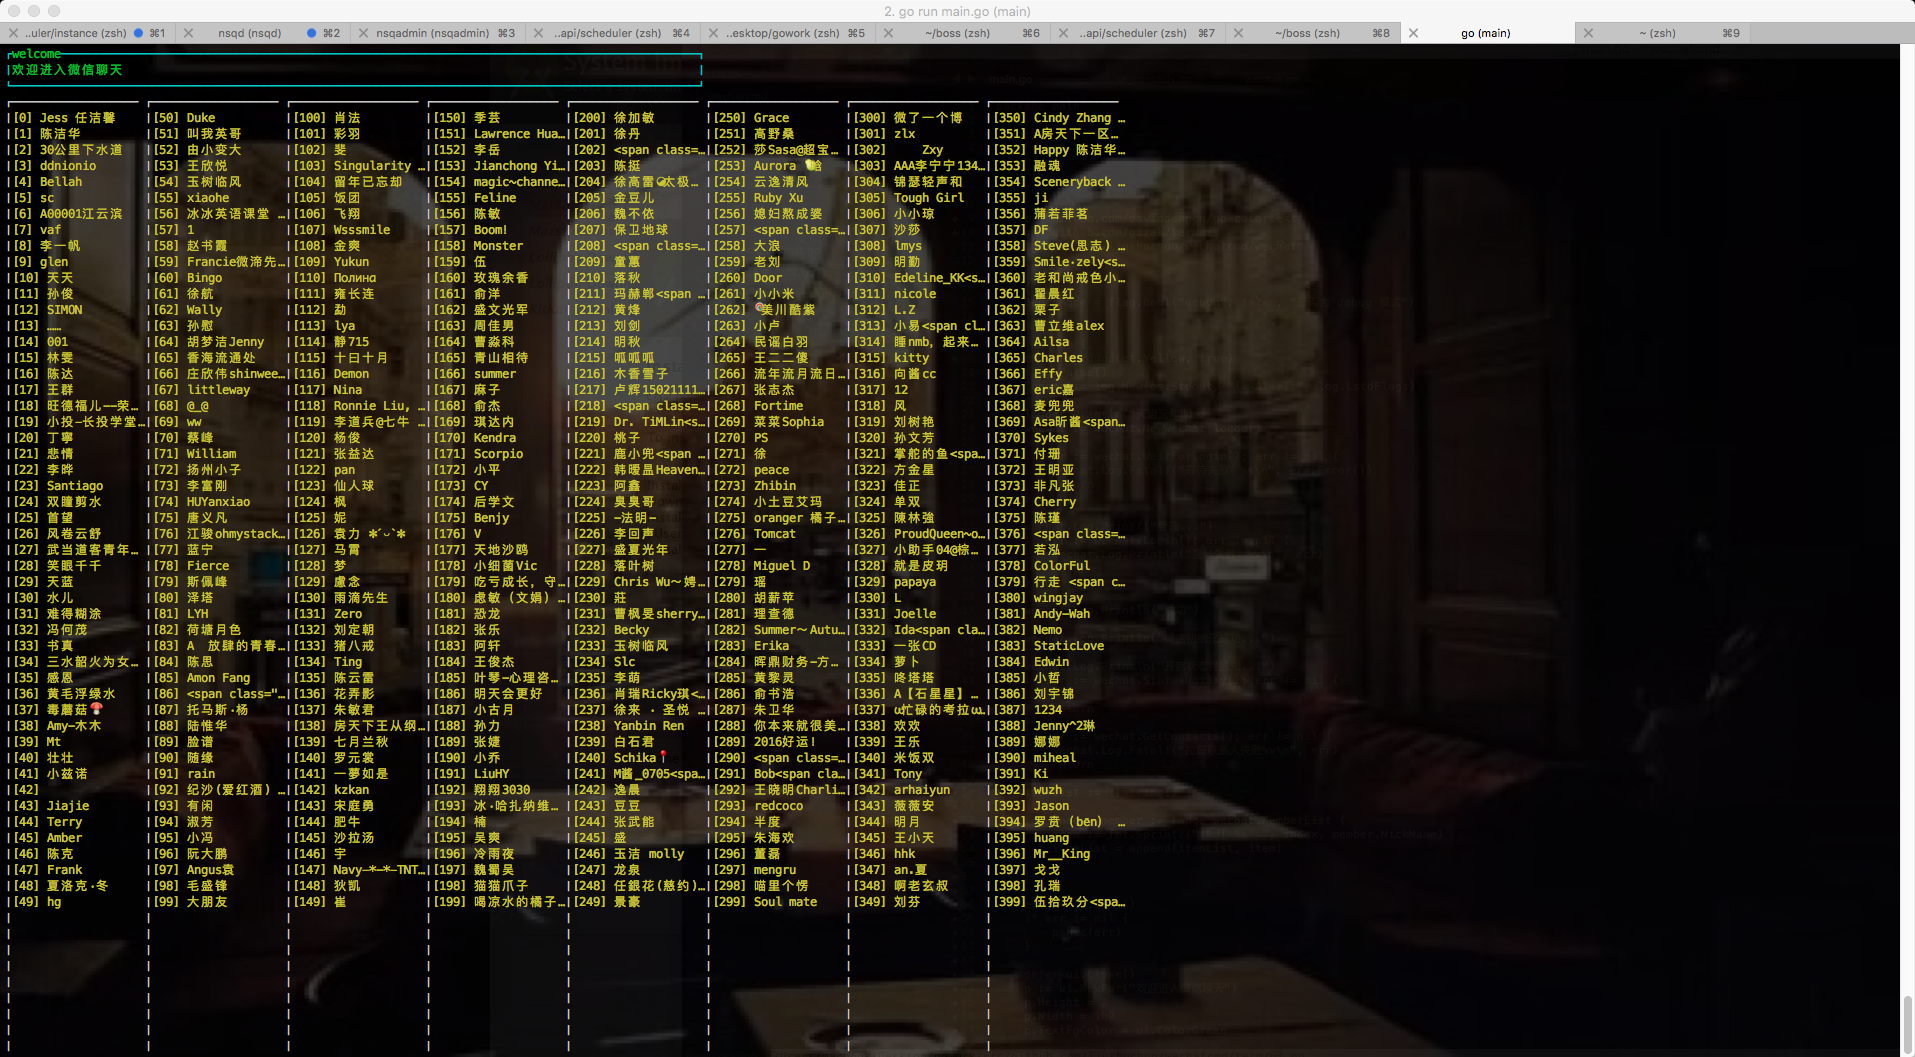 2. go run main.go (main)
..uler/instance (zsh) ⌘1 nsqd (nsqd) ⌘2 nsqadmin (nsqadmin) ⌘3 ..api/scheduler (zsh) ⌘4 ..esktop/gowork (zsh) ⌘5 ~/boss (zsh) ⌘6 ..api/scheduler (zsh) ⌘7 ~/boss (zsh) ⌘8 go (main) ~ (zsh) ⌘9
welcome
欢迎进入微信聊天
[0] Jess 任洁馨 [50] Duke [100] 肖法 [150] 季芸 [200] 徐加敏 [250] Grace [300] 微了一个博 [350] Cindy Zhang …
[1] 陈洁华 [51] 叫我英哥 [101] 彩羽 [151] Lawrence Hua… [201] 徐丹 [251] 高野桑 [301] zlx [351] A房天下一区…
[2] 30公里下水道 [52] 由小变大 [102] 斐 [152] 李岳 [202] <span class=… [252] 莎Sasa@超宝… [302] Zxy [352] Happy 陈洁华…
[3] ddnionio [53] 王欣悦 [103] Singularity … [153] Jianchong Yi… [203] 陈挺 [253] Aurora [303] AAA李宁宁134… [353] 融魂
[4] Bellah [54] 玉树临风 [104] 留年已忘却 [154] magic~channe… [204] 徐高雷 太极… [254] 云逸清风 [304] 锦瑟轻声和 [354] Sceneryback …
[5] sc [55] xiaohe [105] 饭团 [155] Feline [205] 金豆儿 [255] Ruby Xu [305] Tough Girl [355] ji
[6] A00001江云滨 [56] 冰冰英语课堂 … [106] 飞翔 [156] 陈敏 [206] 魏不依 [256] 媳妇熬成婆 [306] 小小琼 [356] 蒲若菲茗
[7] vaf [57] 1 [107] Wsssmile [157] Boom! [207] 保卫地球 [257] <span class=… [307] 沙莎 [357] DF
[8] 李一帆 [58] 赵书霞 [108] 金爽 [158] Monster [208] <span class=… [258] 大浪 [308] lmys [358] Steve(思志) …
[9] glen [59] Francie微渧先… [109] Yukun [159] 伍 [209] 童蕙 [259] 老刘 [309] 明勤 [359] Smile·zely<s…
[10] 天天 [60] Bingo [110] Полина [160] 玫瑰余香 [210] 落秋 [260] Door [310] Edeline_KK<s… [360] 老和尚戒色小…
[11] 孙俊 [61] 徐航 [111] 雍长连 [161] 俞洋 [211] 玛赫郸<span … [261] 小小米 [311] nicole [361] 翟晨红
[12] SIMON [62] Wally [112] 勐 [162] 盛文光军 [212] 黄烽 [262] 美川酷紫 [312] L.Z [362] 栗子
[13] …… [63] 孙慰 [113] lya [163] 周佳男 [213] 刘剑 [263] 小卢 [313] 小易<span cl… [363] 曹立维alex
[14] 001 [64] 胡梦洁Jenny [114] 静715 [164] 曹淼科 [214] 明秋 [264] 民谣白羽 [314] 睡nmb, 起来… [364] Ailsa
[15] 林雯 [65] 香海流通处 [115] 十日十月 [165] 青山相待 [215] 呱呱呱 [265] 王二二傻 [315] kitty [365] Charles
[16] 陈达 [66] 庄欣伟shinwee… [116] Demon [166] summer [216] 木香雪子 [266] 流年流月流日… [316] 向酱cc [366] Effy
[17] 王群 [67] littleway [117] Nina [167] 麻子 [217] 卢辉15021111… [267] 张志杰 [317] 12 [367] eric嘉
[18] 旺德福儿——荣… [68] @_@ [118] Ronnie Liu, … [168] 俞杰 [218] <span class=… [268] Fortime [318] 风 [368] 麦兜兜
[19] 小投—长投学堂… [69] ww [119] 李道兵@七牛 … [169] 琪达内 [219] Dr. TiMLin<s… [269] 菜菜Sophia [319] 刘树艳 [369] Asa昕酱<span…
[20] 丁寧 [70] 蔡峰 [120] 杨俊 [170] Kendra [220] 桃子 [270] PS [320] 孙文芳 [370] Sykes
[21] 悲情 [71] William [121] 张益达 [171] Scorpio [221] 鹿小兜<span … [271] 徐 [321] 掌舵的鱼<spa… [371] 付珊
[22] 李晔 [72] 扬州小子 [122] pan [172] 小平 [222] 韩暧昷Heaven… [272] peace [322] 方金星 [372] 王明亚
[23] Santiago [73] 李富刚 [123] 仙人球 [173] CY [223] 阿鑫 [273] Zhibin [323] 佳正 [373] 非凡张
[24] 双瞳剪水 [74] HUYanxiao [124] 枫 [174] 后学文 [224] 臭臭哥 [274] 小土豆艾玛 [324] 单双 [374] Cherry
[25] 首望 [75] 唐义凡 [125] 妮 [175] Benjy [225] —法明— [275] oranger 橘子… [325] 陳林強 [375] 陈瑾
[26] 风卷云舒 [76] 江骏ohmystack… [126] 袁力 [176] V [226] 李回声 [276] Tomcat [326] ProudQueen~o… [376] <span class=…
[27] 武当道客青年… [77] 蓝宁 [127] 马霄 [177] 天地沙鸥 [227] 盛夏光年 [277] 一 [327] 小助手04@棕… [377] 若泓
[28] 笑眼千千 [78] Fierce [128] 梦 [178] 小细菌Vic [228] 落叶树 [278] Miguel D [328] 就是皮玥 [378] ColorFul
[29] 天蓝 [79] 斯佩峰 [129] 慮念 [179] 吃亏成长, 守… [229] Chris Wu～娉… [279] 瑶 [329] papaya [379] 行走 <span c…
[30] 水儿 [80] 泽塔 [130] 雨滴先生 [180] 虑敏 (文娟) … [230] 莊 [280] 胡薪苹 [330] L [380] wingjay
[31] 难得糊涂 [81] LYH [131] Zero [181] 恐龙 [231] 曹枫旻sherry… [281] 理查德 [331] Joelle [381] Andy—Wah
[32] 冯何茂 [82] 荷塘月色 [132] 刘定朝 [182] 张乐 [232] Becky [282] Summer～Autu… [332] Ida<span cla… [382] Nemo
[33] 书真 [83] A 放肆的青春… [133] 猪八戒 [183] 阿轩 [233] 玉树临风 [283] Erika [333] 一张CD [383] StaticLove
[34] 三水韶火为女… [84] 陈思 [134] Ting [184] 王俊杰 [234] Slc [284] 晖鼎财务—方… [334] 萝卜 [384] Edwin
[35] 感恩 [85] Amon Fang [135] 陈云雷 [185] 叶琴—心理咨… [235] 李萌 [285] 黄黎灵 [335] 咚塔塔 [385] 小哲
[36] 黄毛浮绿水 [86] <span class="… [136] 花弄影 [186] 明天会更好 [236] 肖瑞Ricky琪<… [286] 俞书浩 [336] A【石星星】… [386] 刘宇锦
[37] 毒蘑菇🍄 [87] 托马斯·杨 [137] 朱敏君 [187] 小古月 [237] 徐来 · 圣悦 … [287] 朱卫华 [337] ω忙碌的考拉ω… [387] 1234
[38] Amy—木木 [88] 陆惟华 [138] 房天下王从纲… [188] 孙力 [238] Yanbin Ren [288] 你本来就很美… [338] 欢欢 [388] Jenny^2琳
[39] Mt [89] 脸谱 [139] 七月兰秋 [189] 张婕 [239] 白石君 [289] 2016好运! [339] 王乐 [389] 娜娜
[40] 壮壮 [90] 随缘 [140] 罗元裳 [190] 小乔 [240] Schika📍 [290] <span class=… [340] 米饭双 [390] miheal
[41] 小兹诺 [91] rain [141] 一夢如是 [191] LiuHY [241] M酱_0705<spa… [291] Bob<span cla… [341] Tony [391] Ki
[42] [92] 纪沙(爱红酒) … [142] kzkan [192] 翔翔3030 [242] 逸晨 [292] 王晓明Charli… [342] arhaiyun [392] wuzh
[43] Jiajie [93] 有闲 [143] 宋庭勇 [193] 冰·哈扎纳维… [243] 豆豆 [293] redcoco [343] 薇薇安 [393] Jason
[44] Terry [94] 淑芳 [144] 肥牛 [194] 楠 [244] 张武能 [294] 半度 [344] 明月 [394] 罗贲 (bēn) …
[45] Amber [95] 小冯 [145] 沙拉汤 [195] 吴爽 [245] 盛 [295] 朱海欢 [345] 王小天 [395] huang
[46] 陈克 [96] 阮大鹏 [146] 宇 [196] 冷雨夜 [246] 玉洁 molly [296] 董磊 [346] hhk [396] Mr__King
[47] Frank [97] Angus袁 [147] Navy—*—*—TNT… [197] 魏蜀吴 [247] 龙泉 [297] mengru [347] an.夏 [397] 戈戈
[48] 夏洛克·冬 [98] 毛盛锋 [148] 狄凯 [198] 猫猫爪子 [248] 任銀花(慈约)… [298] 喵里个愣 [348] 啊老玄叔 [398] 孔瑞
[49] hg [99] 大朋友 [149] 崔 [199] 喝凉水的橘子… [249] 景豪 [299] Soul mate [349] 刘芬 [399] 伍拾玖分<spa…